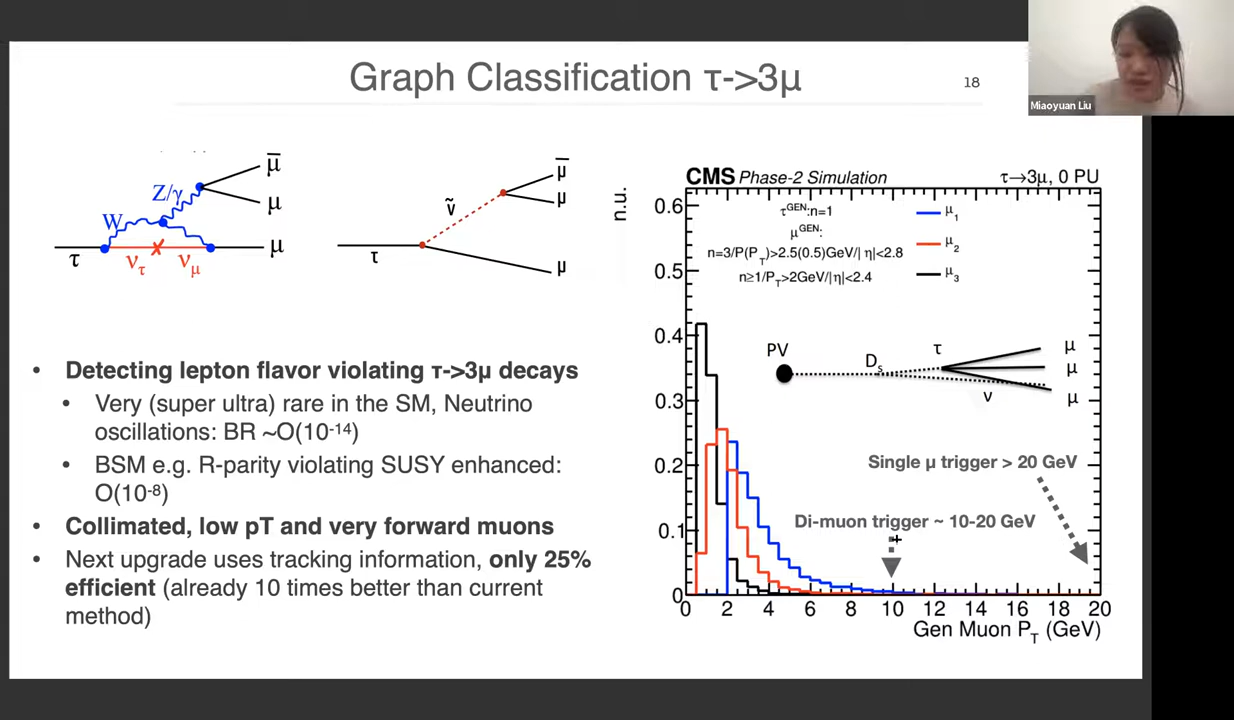 Graph Classification τ->3μ
18
Miaoyuan Liu
μ̅
Z/γ
μ
W
μ
τ
ν_τ
ν_μ
μ̅
μ
ν̃
τ
μ
Detecting lepton flavor violating τ->3μ decays
Very (super ultra) rare in the SM, Neutrino
oscillations: BR ~O(10⁻¹⁴)
BSM e.g. R-parity violating SUSY enhanced:
O(10⁻⁸)
Collimated, low pT and very forward muons
Next upgrade uses tracking information, only 25%
efficient (already 10 times better than current
method)
CMS Phase-2 Simulation
τ→3μ, 0 PU
n.u.
τ^GEN:n=1
μ^GEN:
n=3/P(P_T)>2.5(0.5)GeV/|η|<2.8
n≥1/P_T>2GeV/|η|<2.4
μ₁
μ₂
μ₃
PV
D_s
τ
μ
μ
ν
μ
Single μ trigger > 20 GeV
Di-muon trigger ~ 10-20 GeV
0.6
0.5
0.4
0.3
0.2
0.1
0
0 2 4 6 8 10 12 14 16 18 20
Gen Muon P_T (GeV)